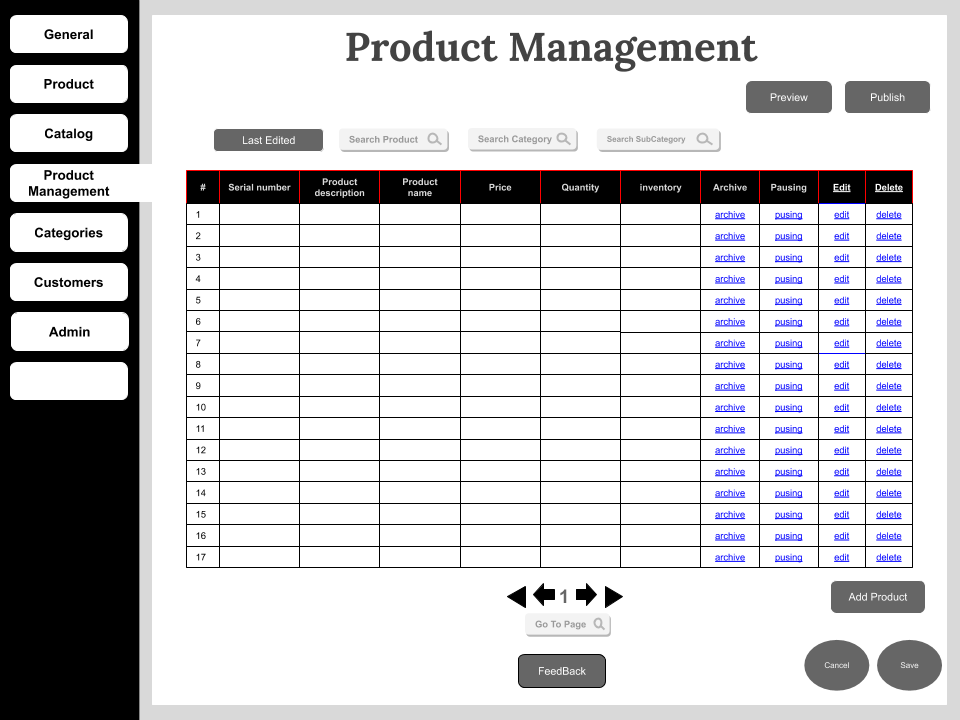 General
Product
Catalog
Product
Management
Categories
Customers
Admin
Product Management
Preview
Publish
Last Edited
Search Product
Search Category
Search SubCategory
# Serial number Product description Product name Price Quantity inventory Archive Pausing Edit Delete
1 archive pusing edit delete
2 archive pusing edit delete
3 archive pusing edit delete
4 archive pusing edit delete
5 archive pusing edit delete
6 archive pusing edit delete
7 archive pusing edit delete
8 archive pusing edit delete
9 archive pusing edit delete
10 archive pusing edit delete
11 archive pusing edit delete
12 archive pusing edit delete
13 archive pusing edit delete
14 archive pusing edit delete
15 archive pusing edit delete
16 archive pusing edit delete
17 archive pusing edit delete
1
Go To Page
Add Product
FeedBack
Cancel
Save